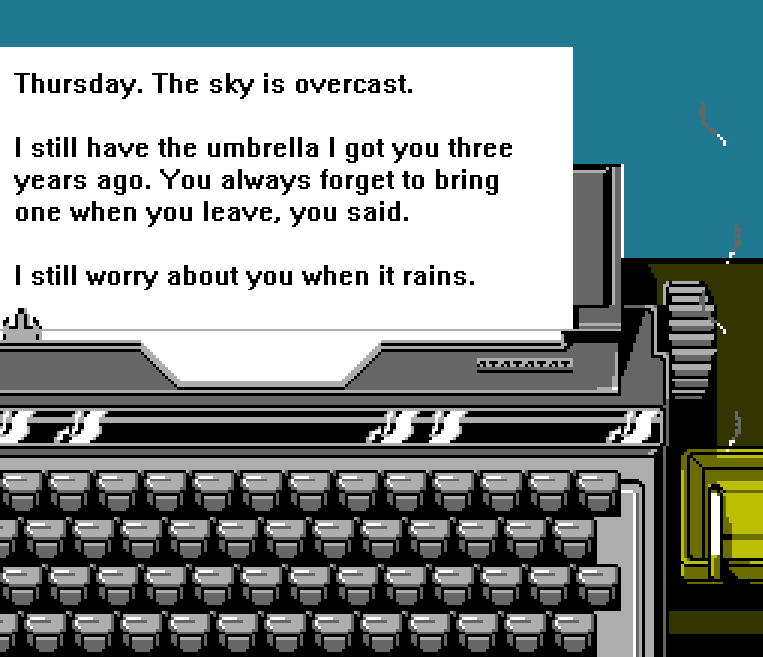 Thursday. The sky is overcast.
I still have the umbrella I got you three
years ago. You always forget to bring
one when you leave, you said.
I still worry about you when it rains.